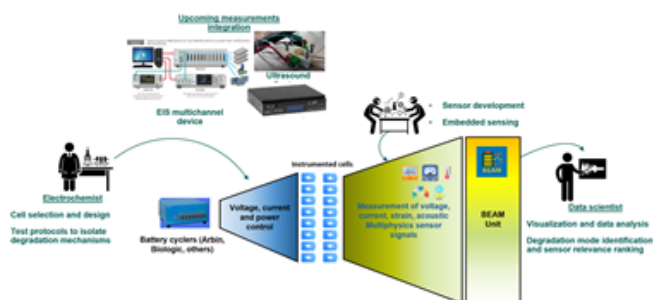 Upcoming measurements
integration
Ultrasound
EIS multichannel
device
Sensor development
Embedded sensing
Instrumented cells
Electrochemist
Cell selection and design
Test protocols to isolate
degradation mechanisms
Battery cyclers (Arbin,
Biologic, others)
Voltage, current
and power
control
Measurement of voltage,
current, strain, acoustic
Multiphysics sensor
signals
BEAM
BEAM
Unit
Data scientist
Visualization and data analysis
Degradation mode identification
and sensor relevance ranking